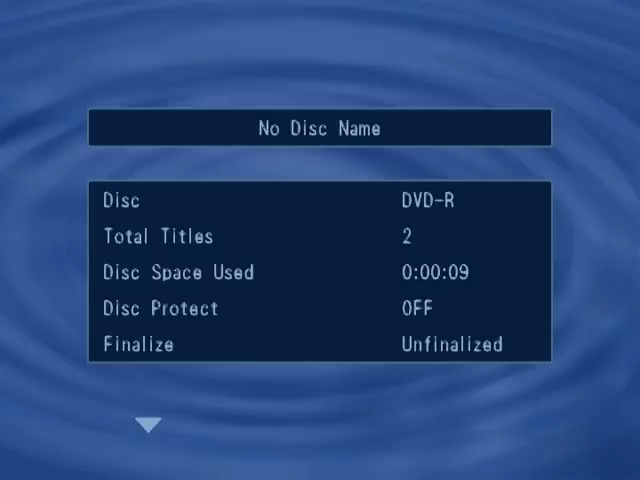 No Disc Name
Disc DVD-R
Total Titles 2
Disc Space Used 0:00:09
Disc Protect OFF
Finalize Unfinalized